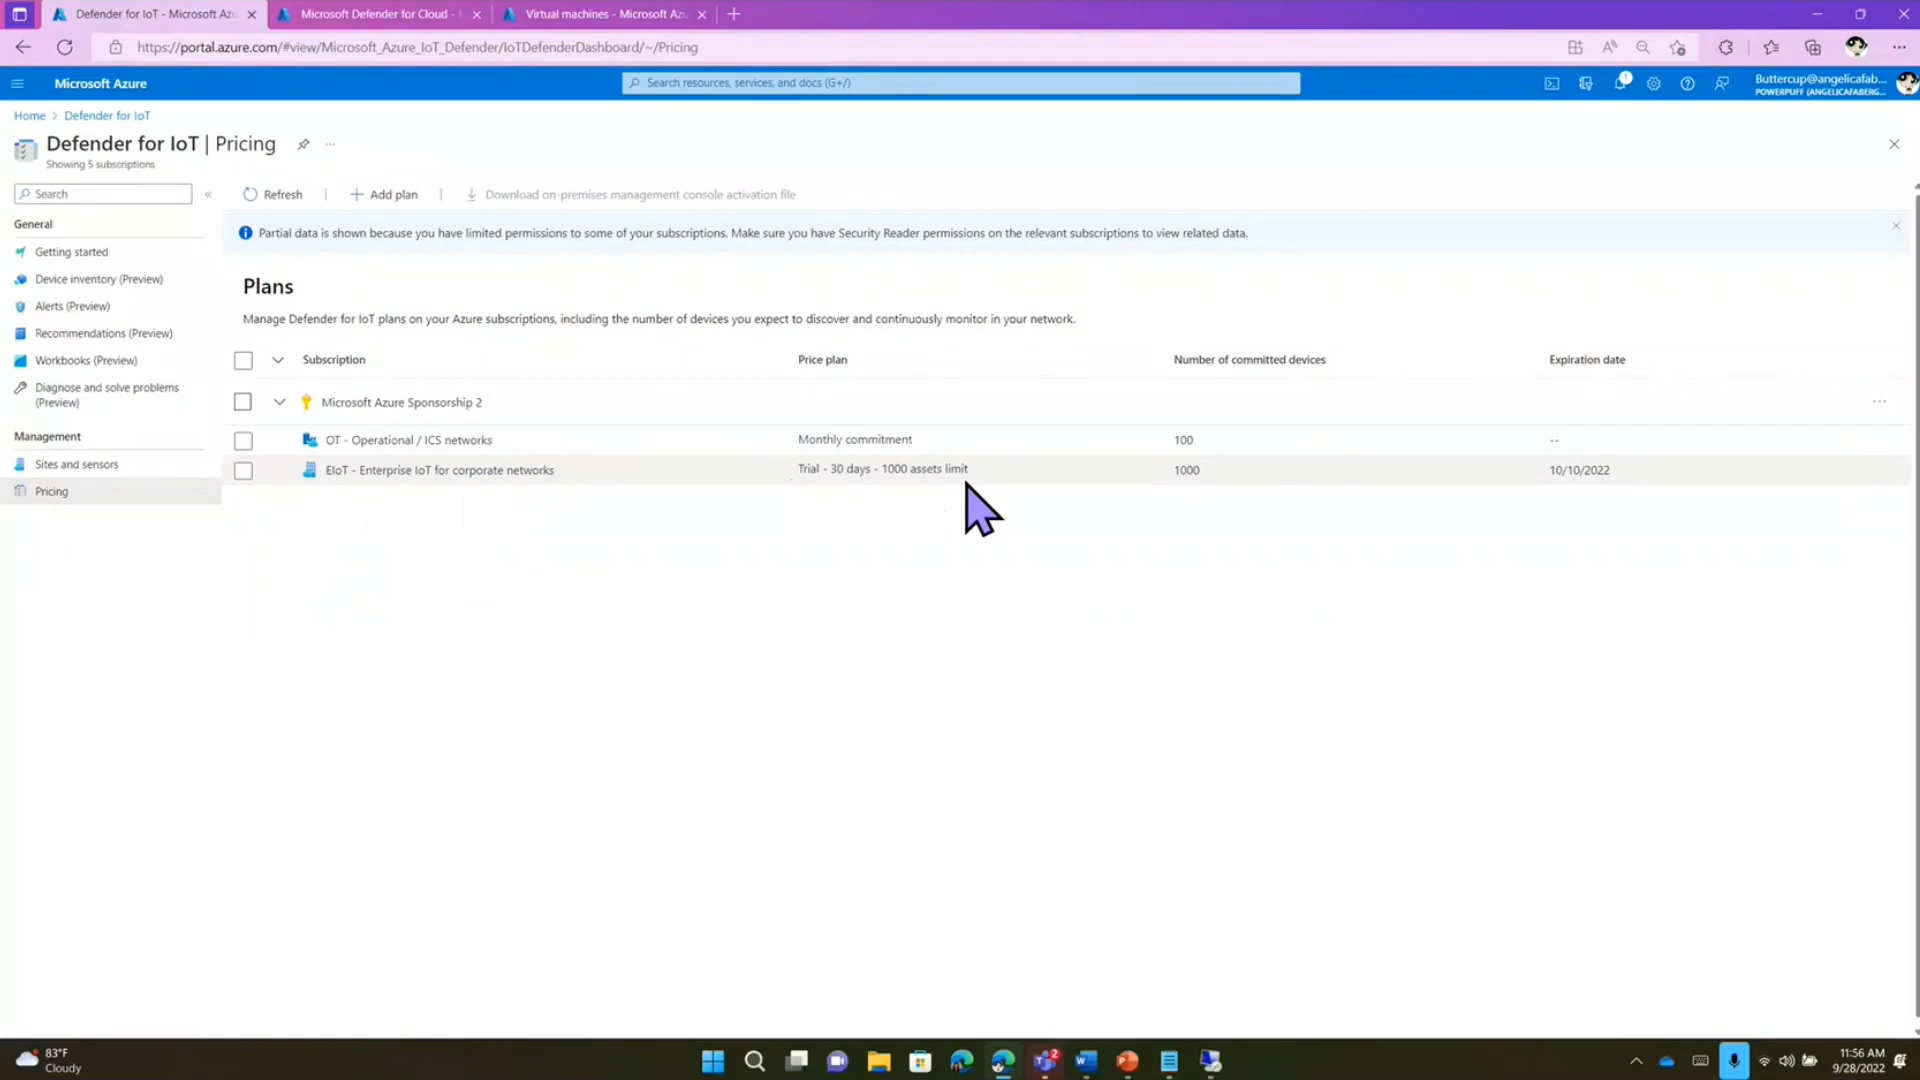 Defender for IoT - Microsoft Azu
Microsoft Defender for Cloud -
Virtual machines - Microsoft Az
https://portal.azure.com/#view/Microsoft_Azure_IoT_Defender/IoTDefenderDashboard/~/Pricing
Microsoft Azure
Search resources, services, and docs (G+/)
1
Buttercup@angelicafab...
POWERPUFF (ANGELICAFABERG...
Home > Defender for IoT
Defender for IoT | Pricing
Showing 5 subscriptions
Search
Refresh
Add plan
Download on-premises management console activation file
General
Getting started
Device inventory (Preview)
Alerts (Preview)
Recommendations (Preview)
Workbooks (Preview)
Diagnose and solve problems
(Preview)
Management
Sites and sensors
Pricing
Partial data is shown because you have limited permissions to some of your subscriptions. Make sure you have Security Reader permissions on the relevant subscriptions to view related data.
Plans
Manage Defender for IoT plans on your Azure subscriptions, including the number of devices you expect to discover and continuously monitor in your network.
Subscription Price plan Number of committed devices Expiration date
Microsoft Azure Sponsorship 2
OT - Operational / ICS networks Monthly commitment 100 --
EIoT - Enterprise IoT for corporate networks Trial - 30 days - 1000 assets limit 1000 10/10/2022
83°F
Cloudy
2
11:56 AM
9/28/2022